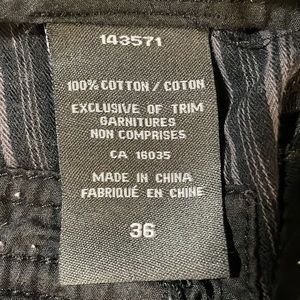 143571
100% COTTON / COTON
EXCLUSIVE OF TRIM
GARNITURES
NON COMPRISES
CA 16035
MADE IN CHINA
FABRIQUÉ EN CHINE
36